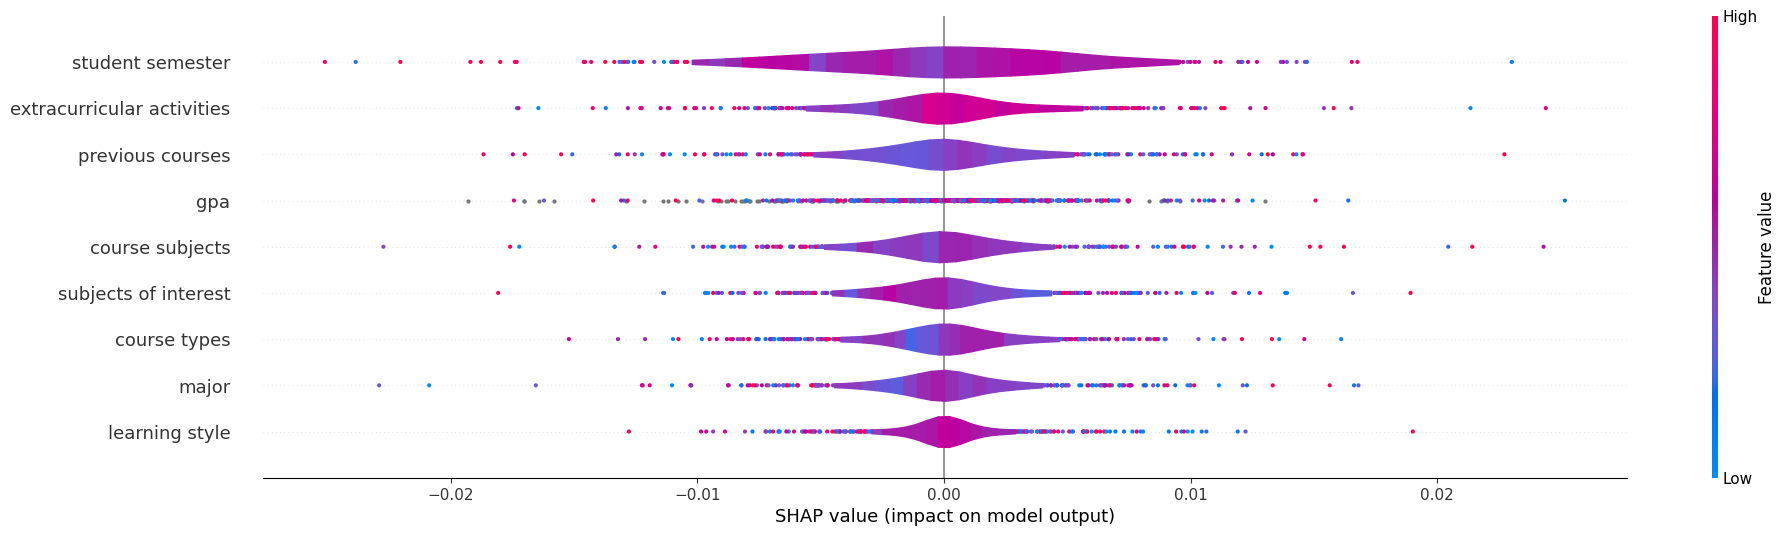 student semester
extracurricular activities
previous courses
gpa
course subjects
subjects of interest
course types
major
learning style
−0.02 −0.01 0.00 0.01 0.02
SHAP value (impact on model output)
High
Feature value
Low